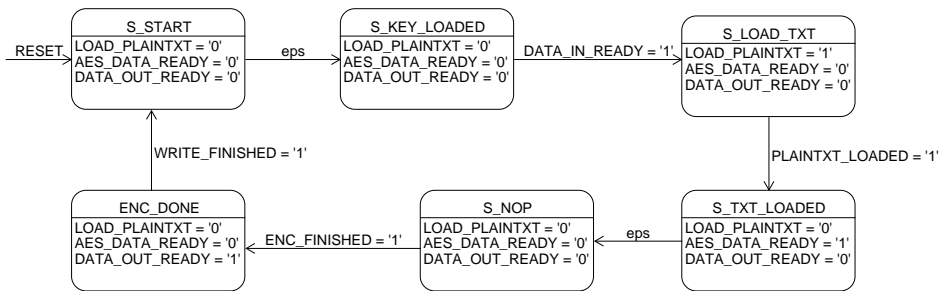 S_START
LOAD_PLAINTXT = '0'
AES_DATA_READY = '0'
DATA_OUT_READY = '0'
RESET
eps
S_KEY_LOADED
LOAD_PLAINTXT = '0'
AES_DATA_READY = '0'
DATA_OUT_READY = '0'
DATA_IN_READY = '1'
S_LOAD_TXT
LOAD_PLAINTXT = '1'
AES_DATA_READY = '0'
DATA_OUT_READY = '0'
PLAINTXT_LOADED = '1'
S_TXT_LOADED
LOAD_PLAINTXT = '0'
AES_DATA_READY = '1'
DATA_OUT_READY = '0'
eps
S_NOP
LOAD_PLAINTXT = '0'
AES_DATA_READY = '0'
DATA_OUT_READY = '0'
ENC_FINISHED = '1'
ENC_DONE
LOAD_PLAINTXT = '0'
AES_DATA_READY = '0'
DATA_OUT_READY = '1'
WRITE_FINISHED = '1'